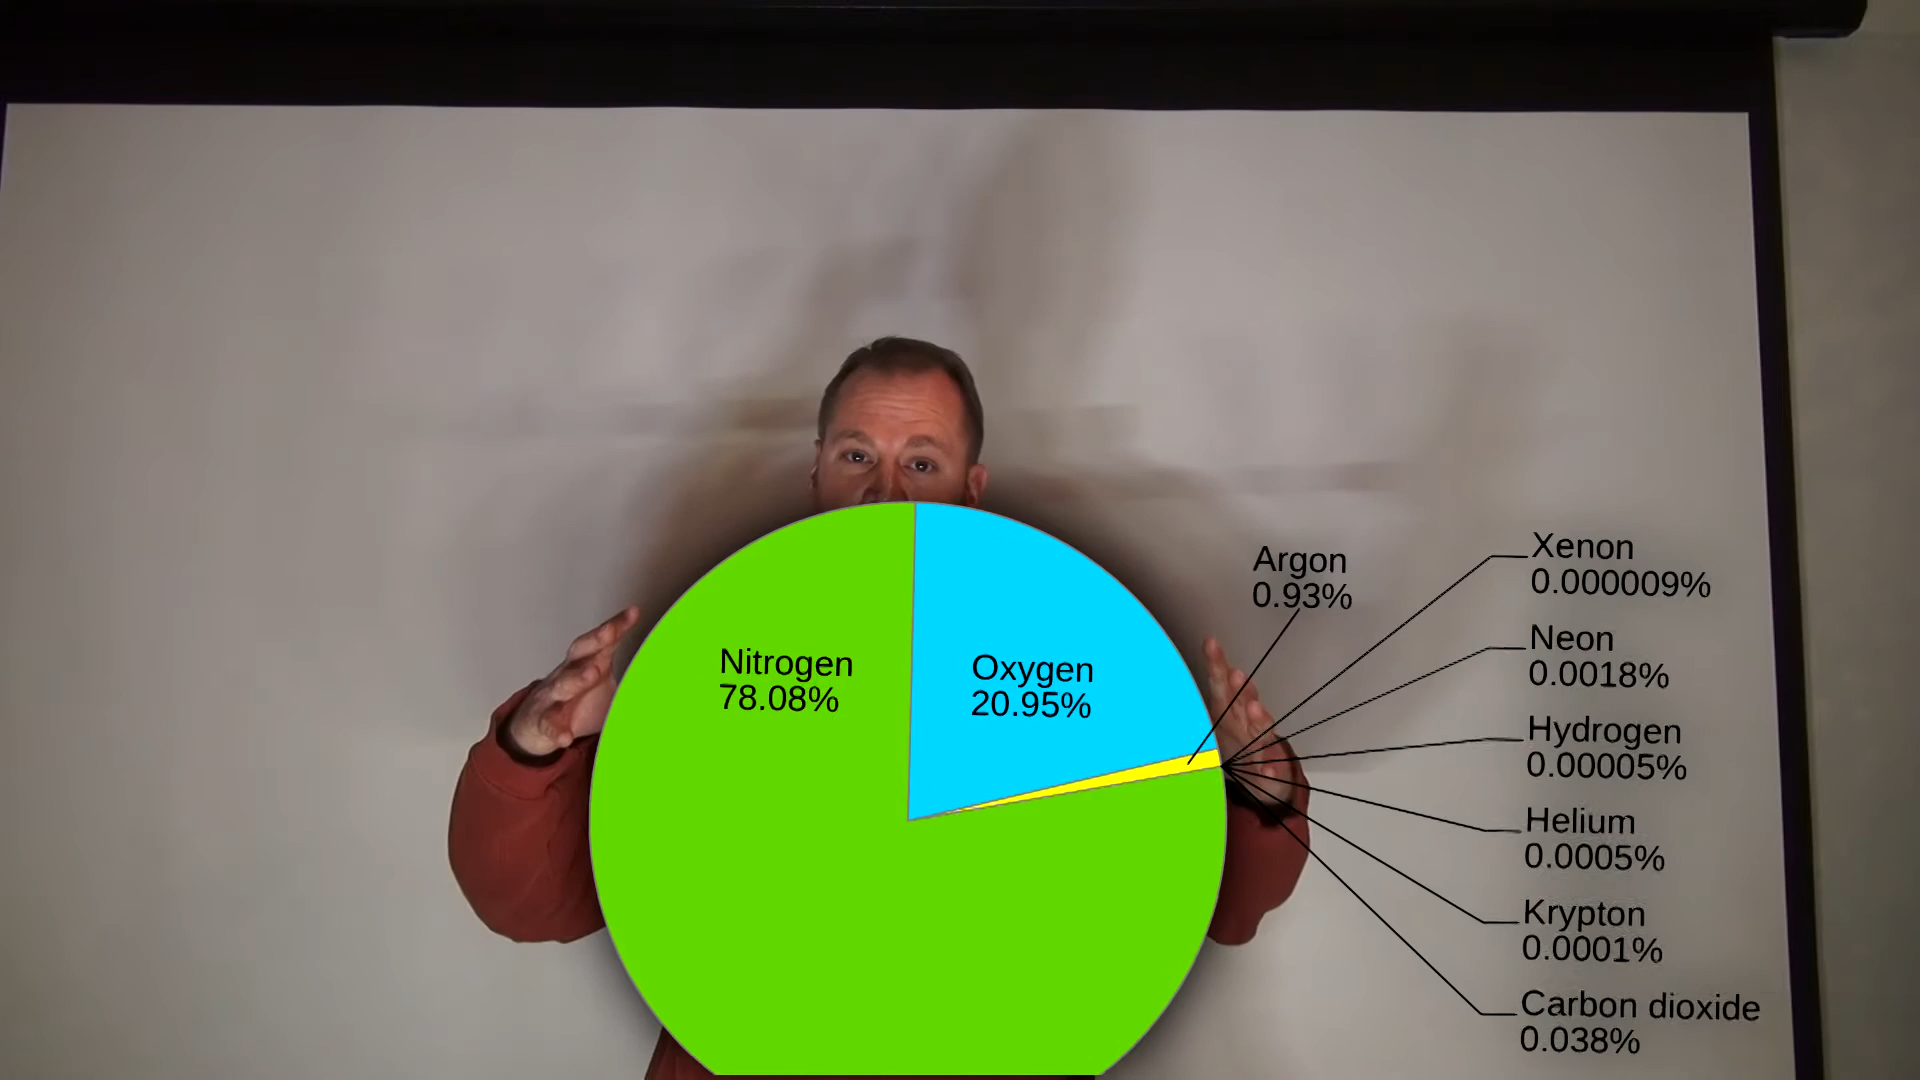 Nitrogen
78.08%
Oxygen
20.95%
Argon
0.93%
Xenon
0.000009%
Neon
0.0018%
Hydrogen
0.00005%
Helium
0.0005%
Krypton
0.0001%
Carbon dioxide
0.038%